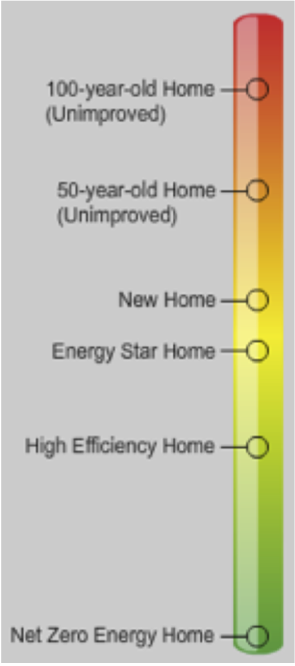 100-year-old Home
(Unimproved)
50-year-old Home
(Unimproved)
New Home
Energy Star Home
High Efficiency Home
Net Zero Energy Home